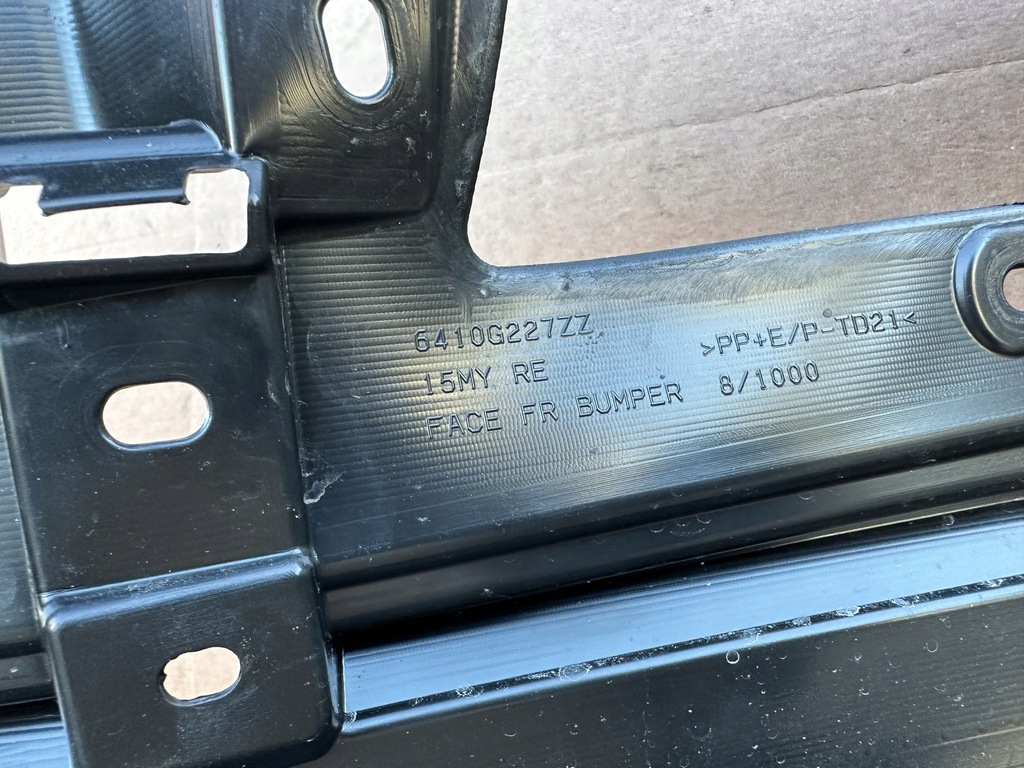 6410G227ZZ
15MY RE
FACE FR BUMPER
>PP+E/P-TD21<
8/1000